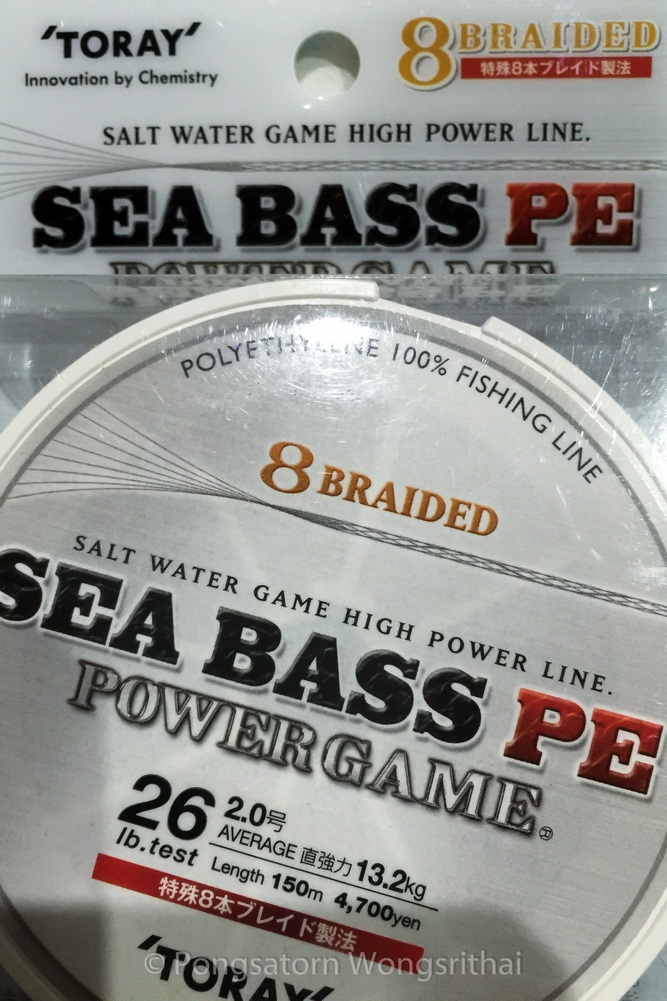 'TORAY'
Innovation by Chemistry
8 BRAIDED
特殊8本ブレイド製法
SALT WATER GAME HIGH POWER LINE.
SEA BASS PE
POWER GAME
POLYETHYLENE 100% FISHING LINE
8 BRAIDED
SALT WATER GAME HIGH POWER LINE.
SEA BASS PE
POWER GAME®
26 lb.test
2.0号
AVERAGE 直強力 13.2kg
Length 150m 4,700yen
特殊8本ブレイド製法
'TORAY'
© Pongsatorn Wongsrithai